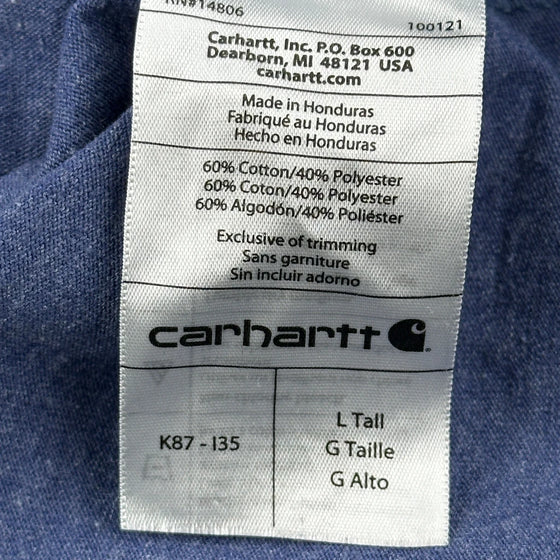 RN#14806
100121
Carhartt, Inc. P.O. Box 600
Dearborn, MI 48121 USA
carhartt.com
Made in Honduras
Fabriqué au Honduras
Hecho en Honduras
60% Cotton/40% Polyester
60% Coton/40% Polyester
60% Algodón/40% Poliéster
Exclusive of trimming
Sans garniture
Sin incluir adorno
carhartt
K87 - I35
L Tall
G Taille
G Alto